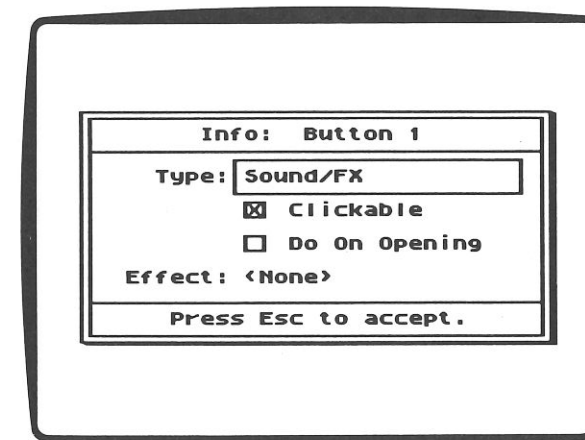 Info: Button 1
Type: Sound/FX
Clickable
Do On Opening
Effect: <None>
Press Esc to accept.